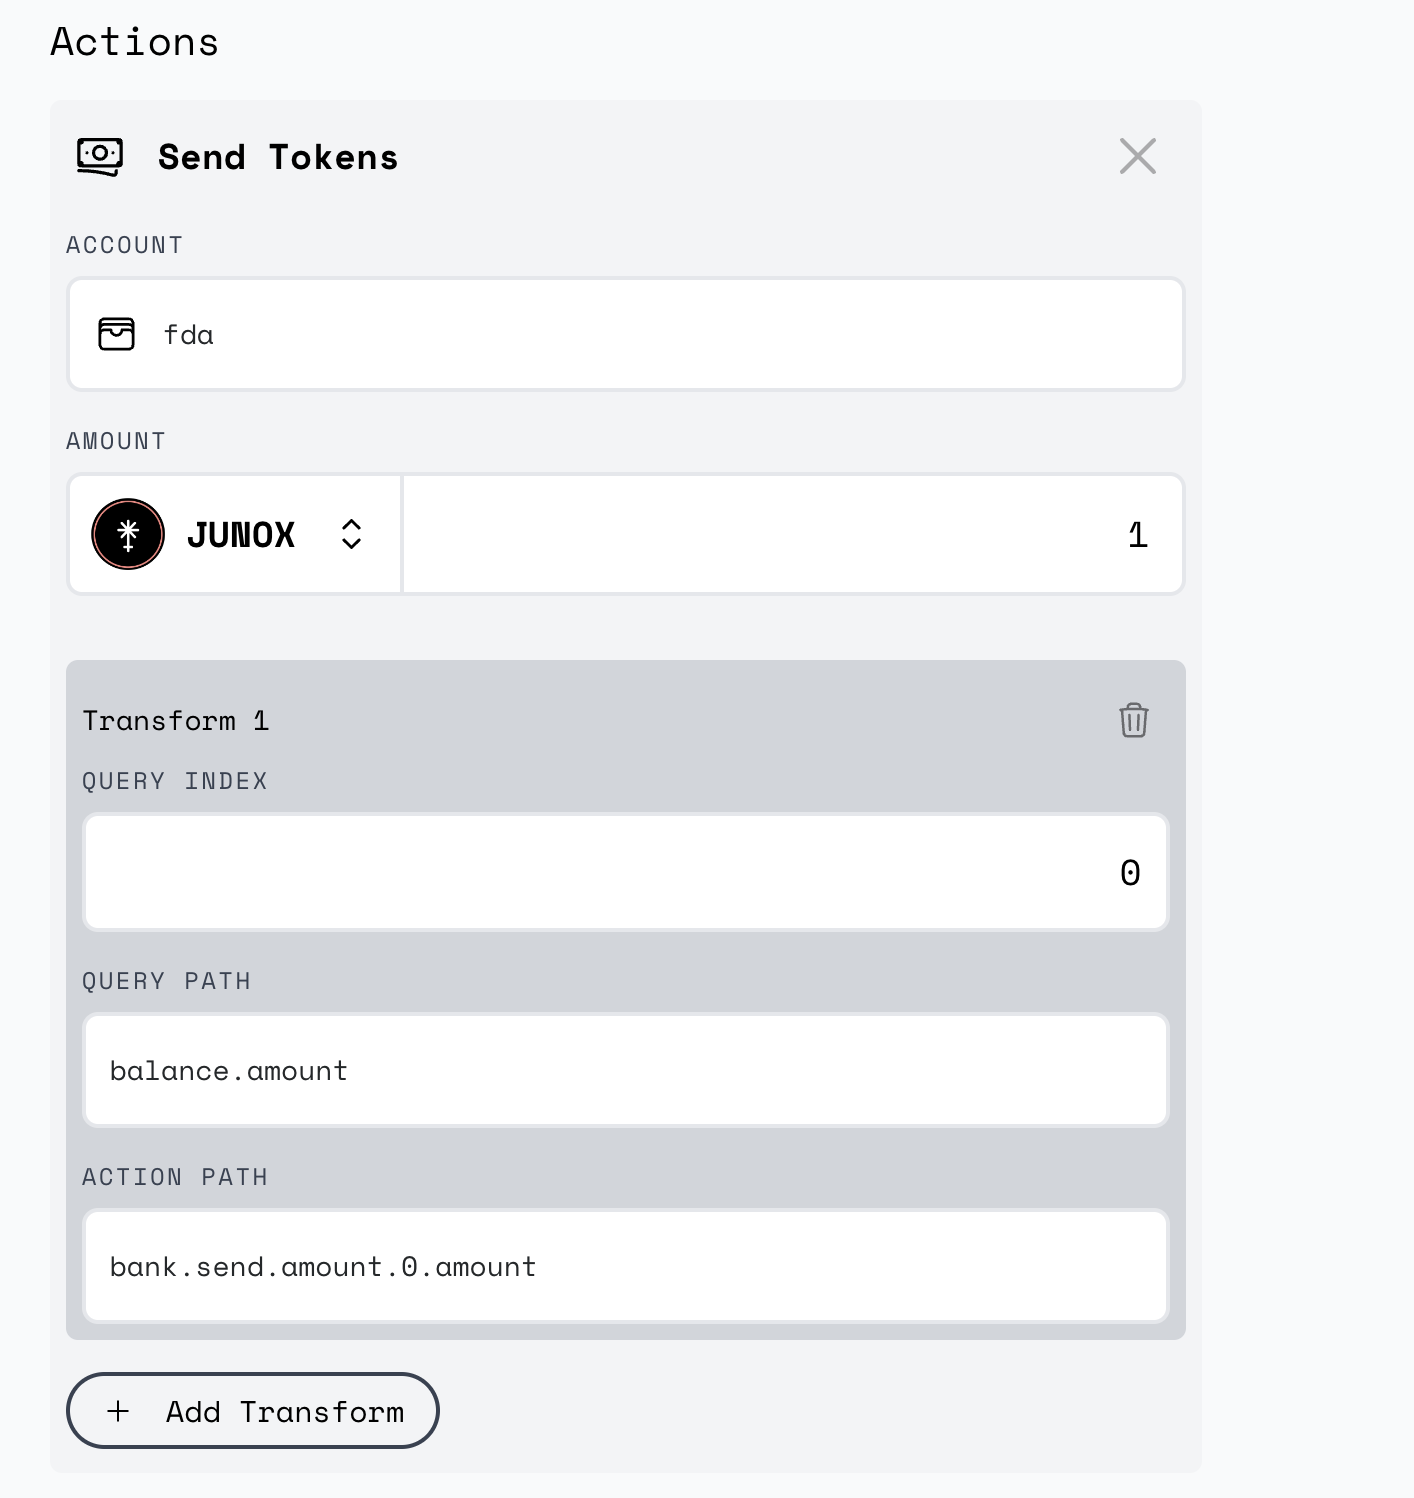 Actions
Send Tokens
ACCOUNT
fda
AMOUNT
JUNOX 1
Transform 1
QUERY INDEX
0
QUERY PATH
balance.amount
ACTION PATH
bank.send.amount.0.amount
+ Add Transform